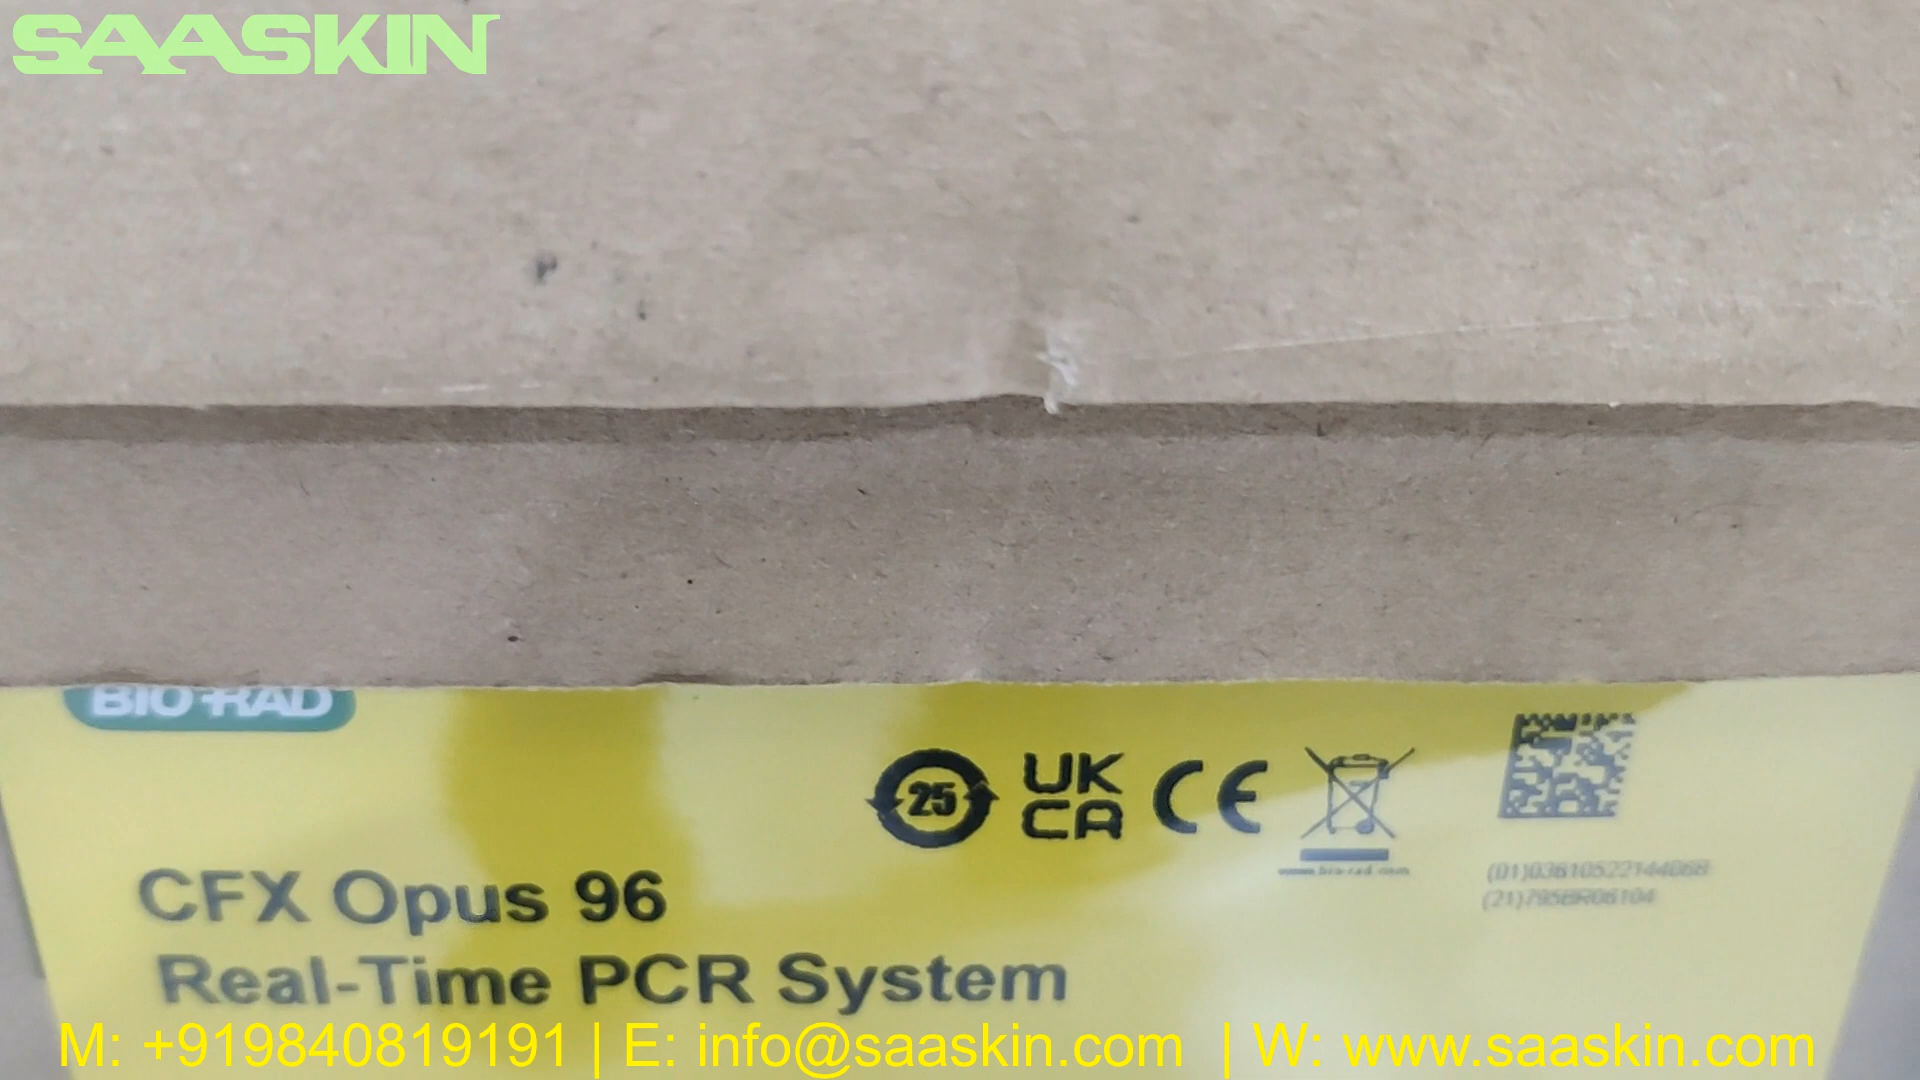 SAASKIN
BIO-RAD
25
UK
CA
CE
www.bio-rad.com
(01)03610522144068
(21)795BR06104
CFX Opus 96
Real-Time PCR System
M: +919840819191 | E: info@saaskin.com | W: www.saaskin.com